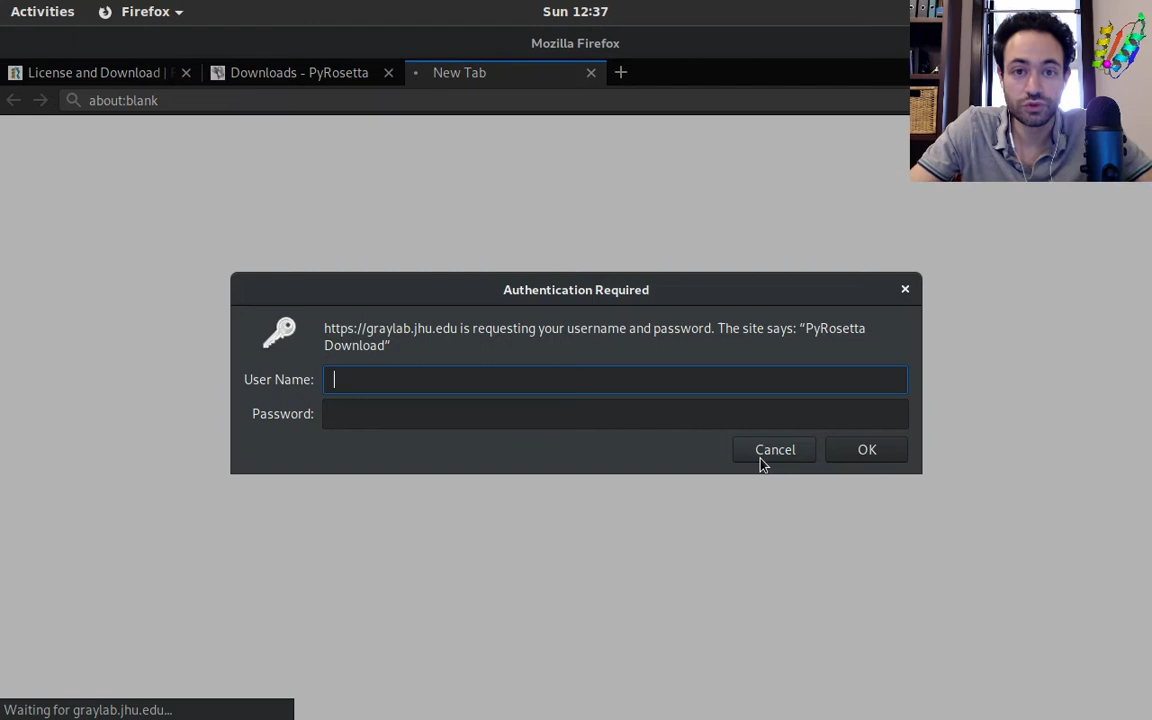 Activities Firefox Sun 12:37
Mozilla Firefox
License and Download | Downloads - PyRosetta New Tab
about:blank
Authentication Required
https://graylab.jhu.edu is requesting your username and password. The site says: “PyRosetta
Download”
User Name:
Password:
Cancel OK
Waiting for graylab.jhu.edu...